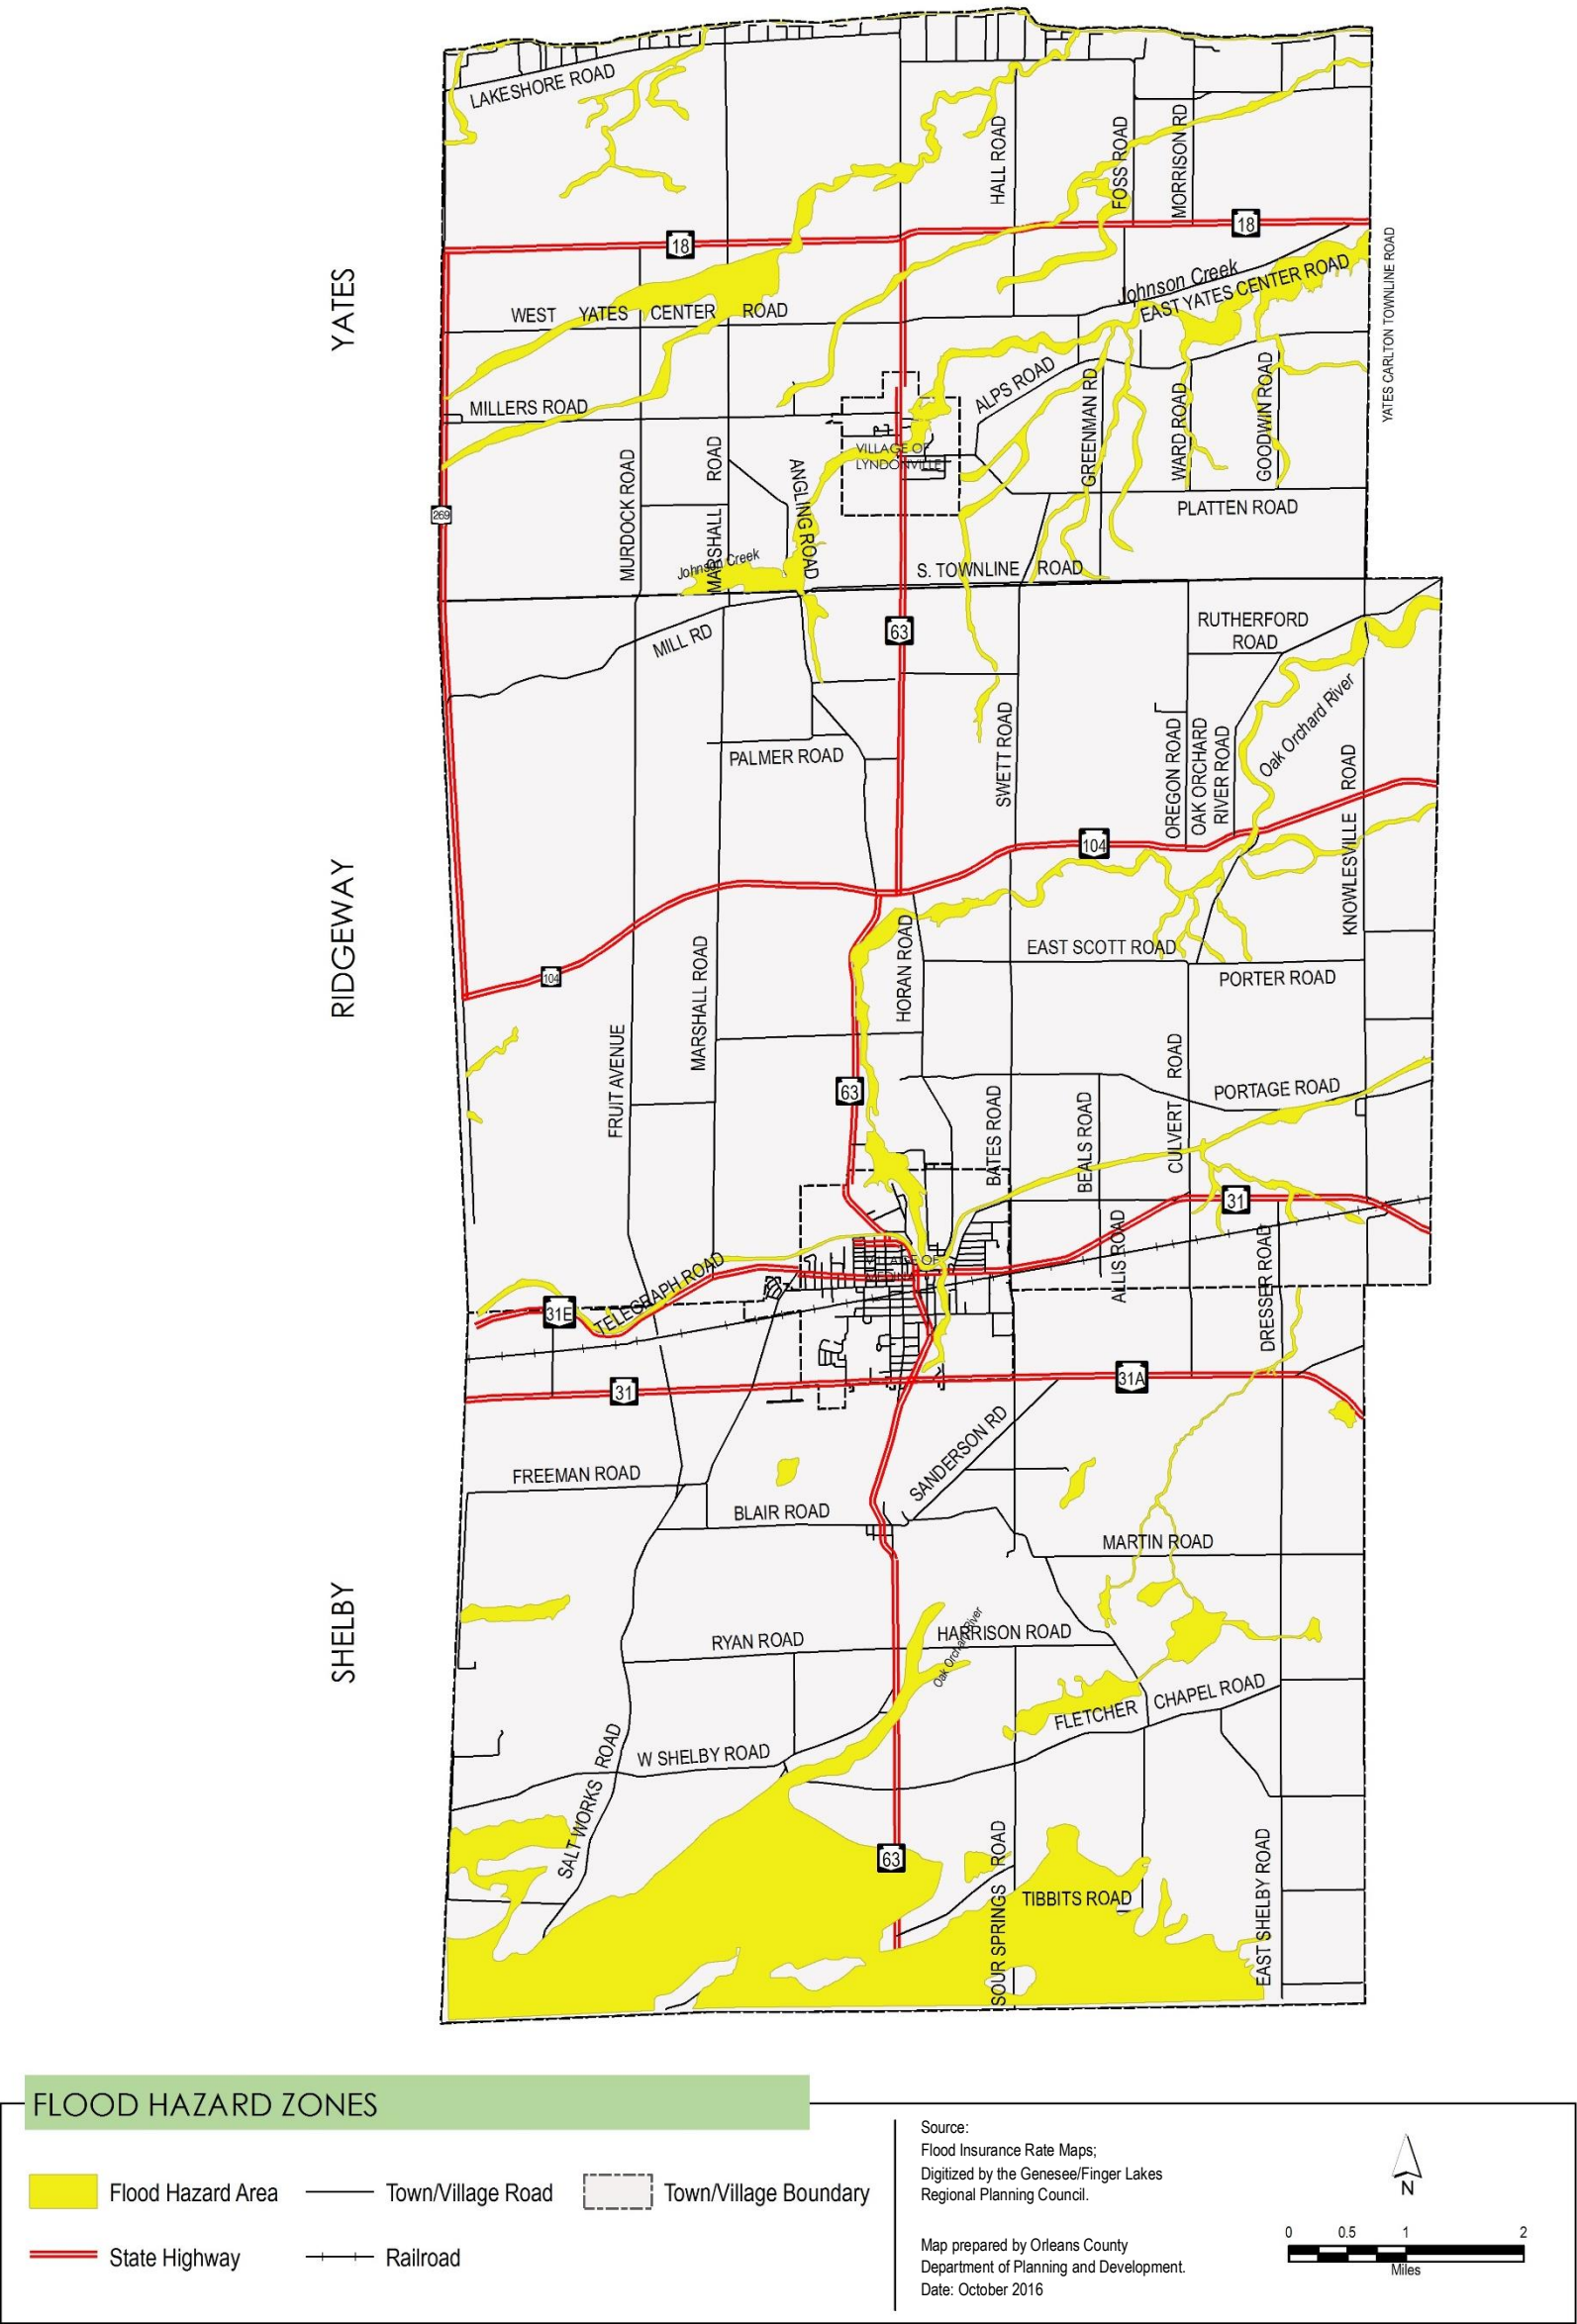 LAKESHORE ROAD
HALL ROAD
FOSS ROAD
MORRISON RD
18
18
YATES
Johnson Creek
EAST YATES CENTER ROAD
YATES CARLTON TOWNLINE ROAD
WEST YATES CENTER ROAD
ALPS ROAD
MILLERS ROAD
GREENMAN RD
WARD ROAD
GOODWIN ROAD
VILLAGE OF
LYNDONVILLE
MURDOCK ROAD
MARSHALL ROAD
ANGLING ROAD
269
PLATTEN ROAD
Johnson Creek
S. TOWNLINE ROAD
MILL RD
63
RUTHERFORD
ROAD
Oak Orchard River
PALMER ROAD
SWETT ROAD
OREGON ROAD
OAK ORCHARD
RIVER ROAD
KNOWLESVILLE ROAD
104
RIDGEWAY
104
MARSHALL ROAD
HORAN ROAD
EAST SCOTT ROAD
PORTER ROAD
FRUIT AVENUE
63
BATES ROAD
BEALS ROAD
CULVERT ROAD
PORTAGE ROAD
31
ALLIS ROAD
DRESSER ROAD
VILLAGE OF
MEDINA
TELEGRAPH ROAD
31E
31
31A
SANDERSON RD
FREEMAN ROAD
BLAIR ROAD
MARTIN ROAD
SHELBY
RYAN ROAD
HARRISON ROAD
Oak Orchard River
FLETCHER CHAPEL ROAD
W SHELBY ROAD
SALT WORKS ROAD
63
SOUR SPRINGS ROAD
TIBBITS ROAD
EAST SHELBY ROAD
FLOOD HAZARD ZONES
Flood Hazard Area
Town/Village Road
Town/Village Boundary
State Highway
Railroad
Source:
Flood Insurance Rate Maps;
Digitized by the Genesee/Finger Lakes
Regional Planning Council.
Map prepared by Orleans County
Department of Planning and Development.
Date: October 2016
N
0 0.5 1 2
Miles